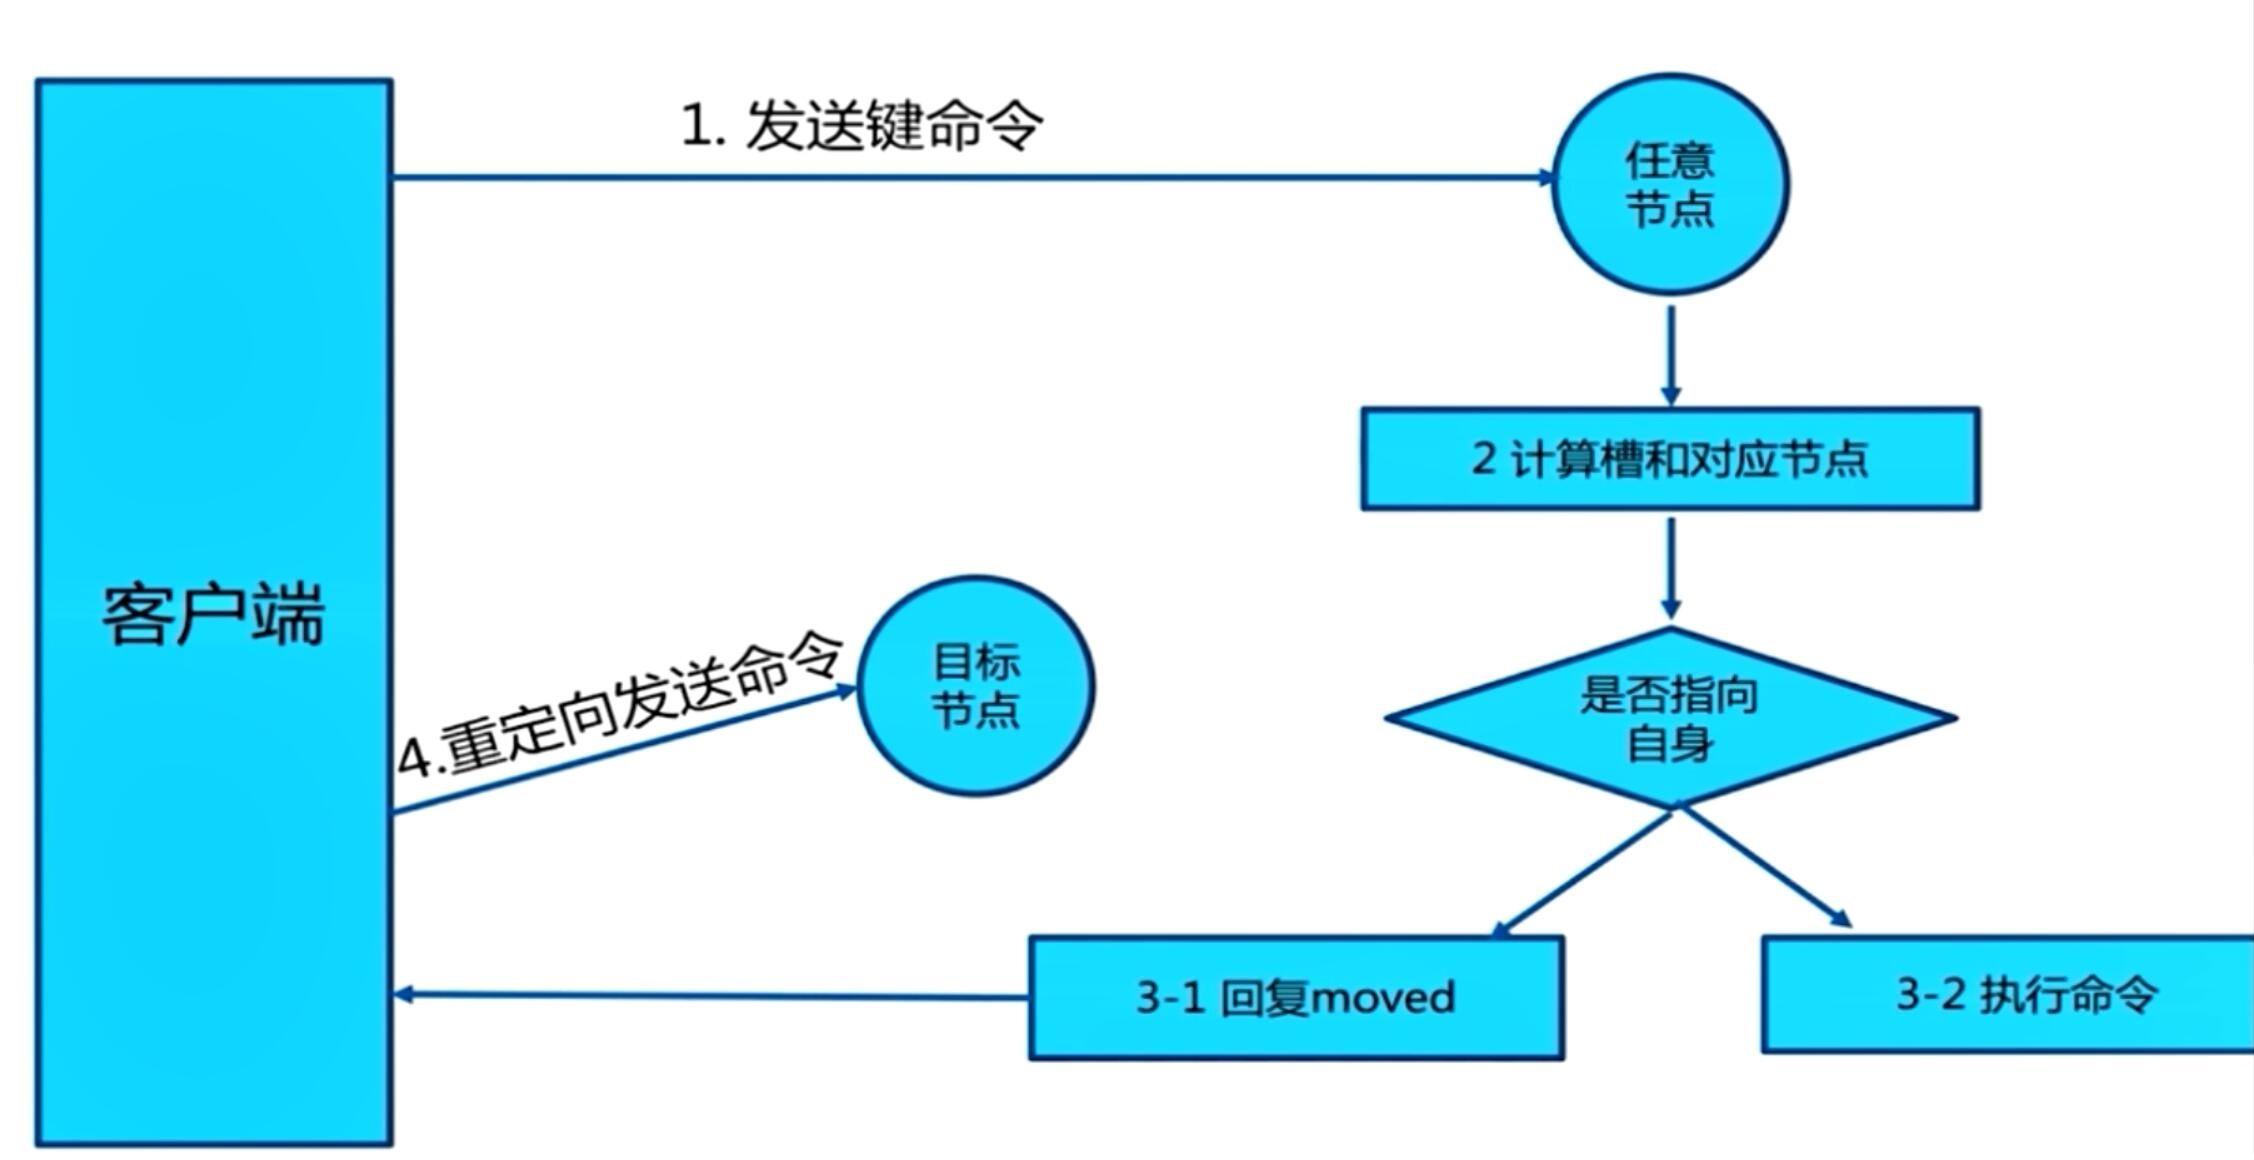 1. 发送键命令
任意
节点
2 计算槽和对应节点
客户端
4.重定向发送命令
目标
节点
是否指向
自身
3-1 回复moved
3-2 执行命令